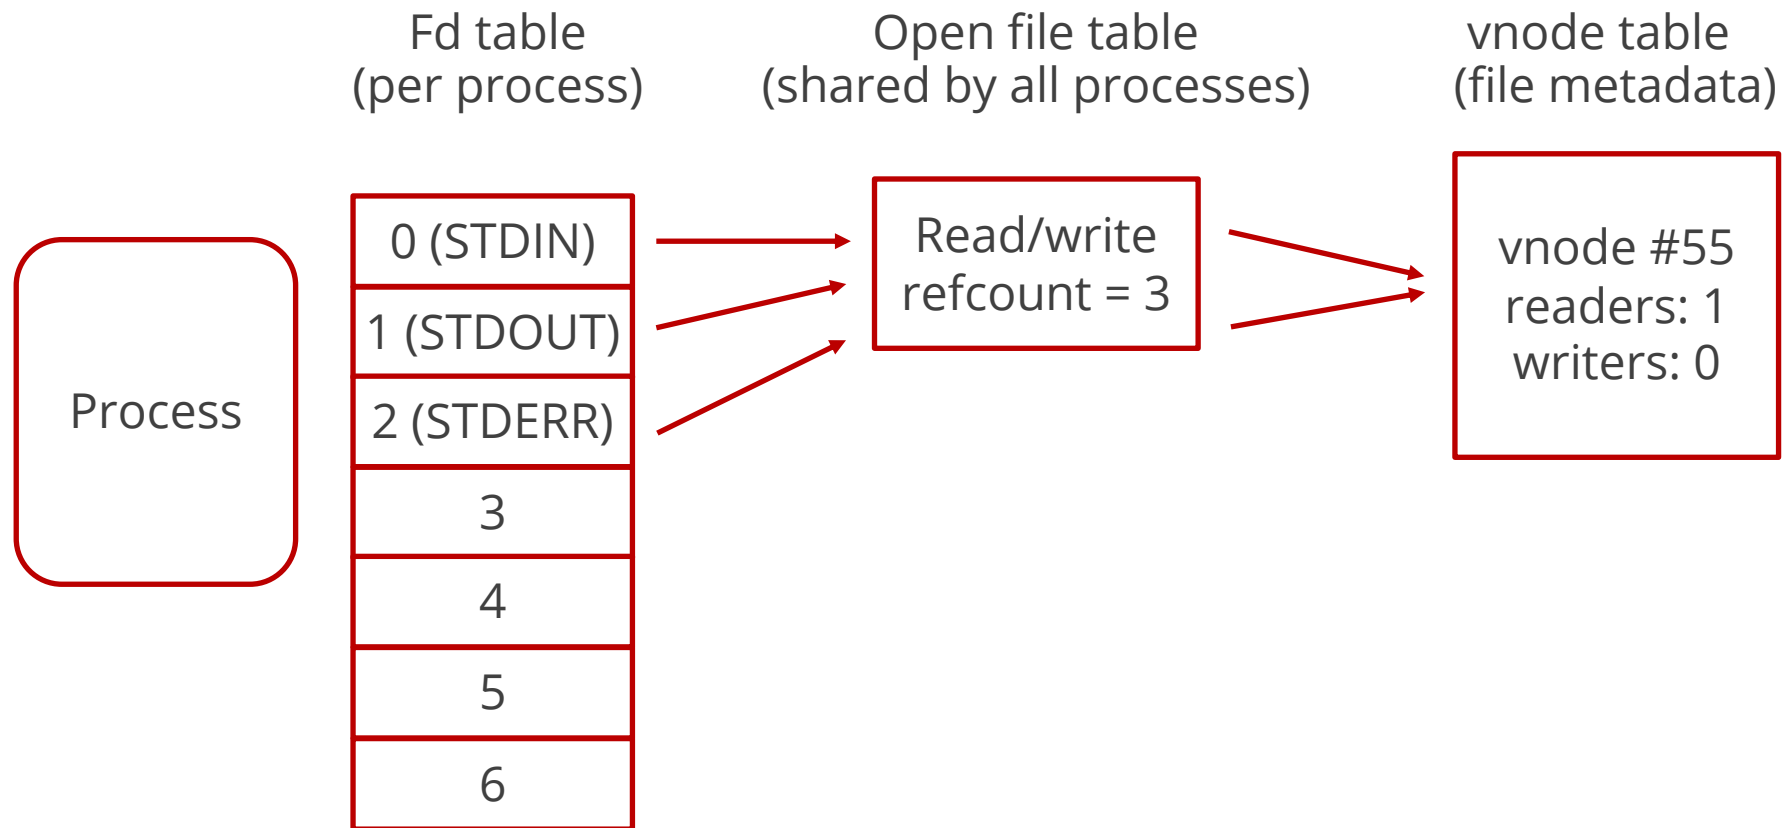 Fd table
(per process)
Open file table
(shared by all processes)
vnode table
(file metadata)
Process
0 (STDIN)
1 (STDOUT)
2 (STDERR)
3
4
5
6
Read/write
refcount = 3
vnode #55
readers: 1
writers: 0